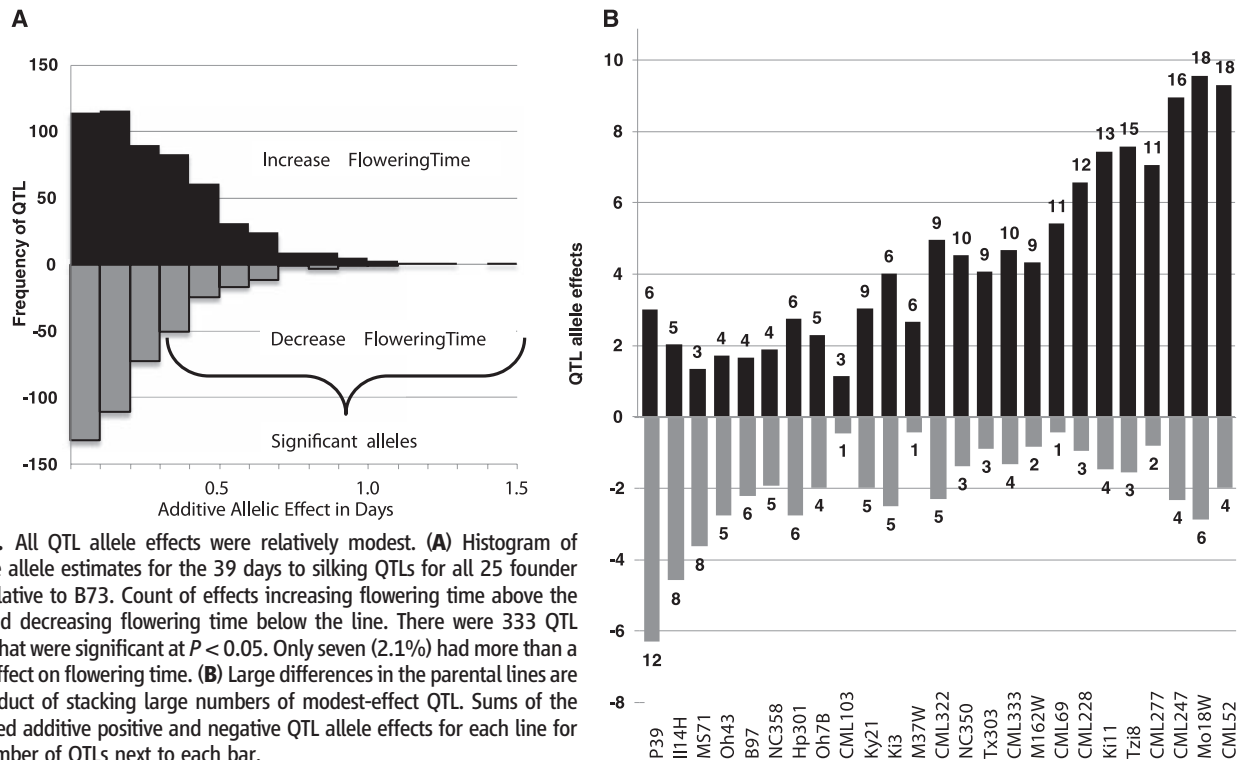 A
150
100
50
0
-50
-100
-150
Frequency of QTL
Increase FloweringTime
Decrease FloweringTime
Significant alleles
0.5
1.0
1.5
Additive Allelic Effect in Days
. All QTL allele effects were relatively modest. (A) Histogram of
e allele estimates for the 39 days to silking QTLs for all 25 founder
lative to B73. Count of effects increasing flowering time above the
d decreasing flowering time below the line. There were 333 QTL
hat were significant at P < 0.05. Only seven (2.1%) had more than a
ffect on flowering time. (B) Large differences in the parental lines are
duct of stacking large numbers of modest-effect QTL. Sums of the
ed additive positive and negative QTL allele effects for each line for
mber of QTLs next to each bar.
B
10
8
6
4
2
0
-2
-4
-6
-8
QTL allele effects
6
5
3
4
4
4
6
5
3
9
6
6
9
10
9
10
9
11
12
13
15
11
16
18
18
12
8
8
5
6
5
6
4
1
5
5
1
5
3
3
4
2
1
3
4
3
2
4
6
4
P39
Il14H
MS71
Oh43
B97
NC358
Hp301
Oh7B
CML103
Ky21
Ki3
M37W
CML322
NC350
Tx303
CML333
M162W
CML69
CML228
Ki11
Tzi8
CML277
CML247
Mo18W
CML52